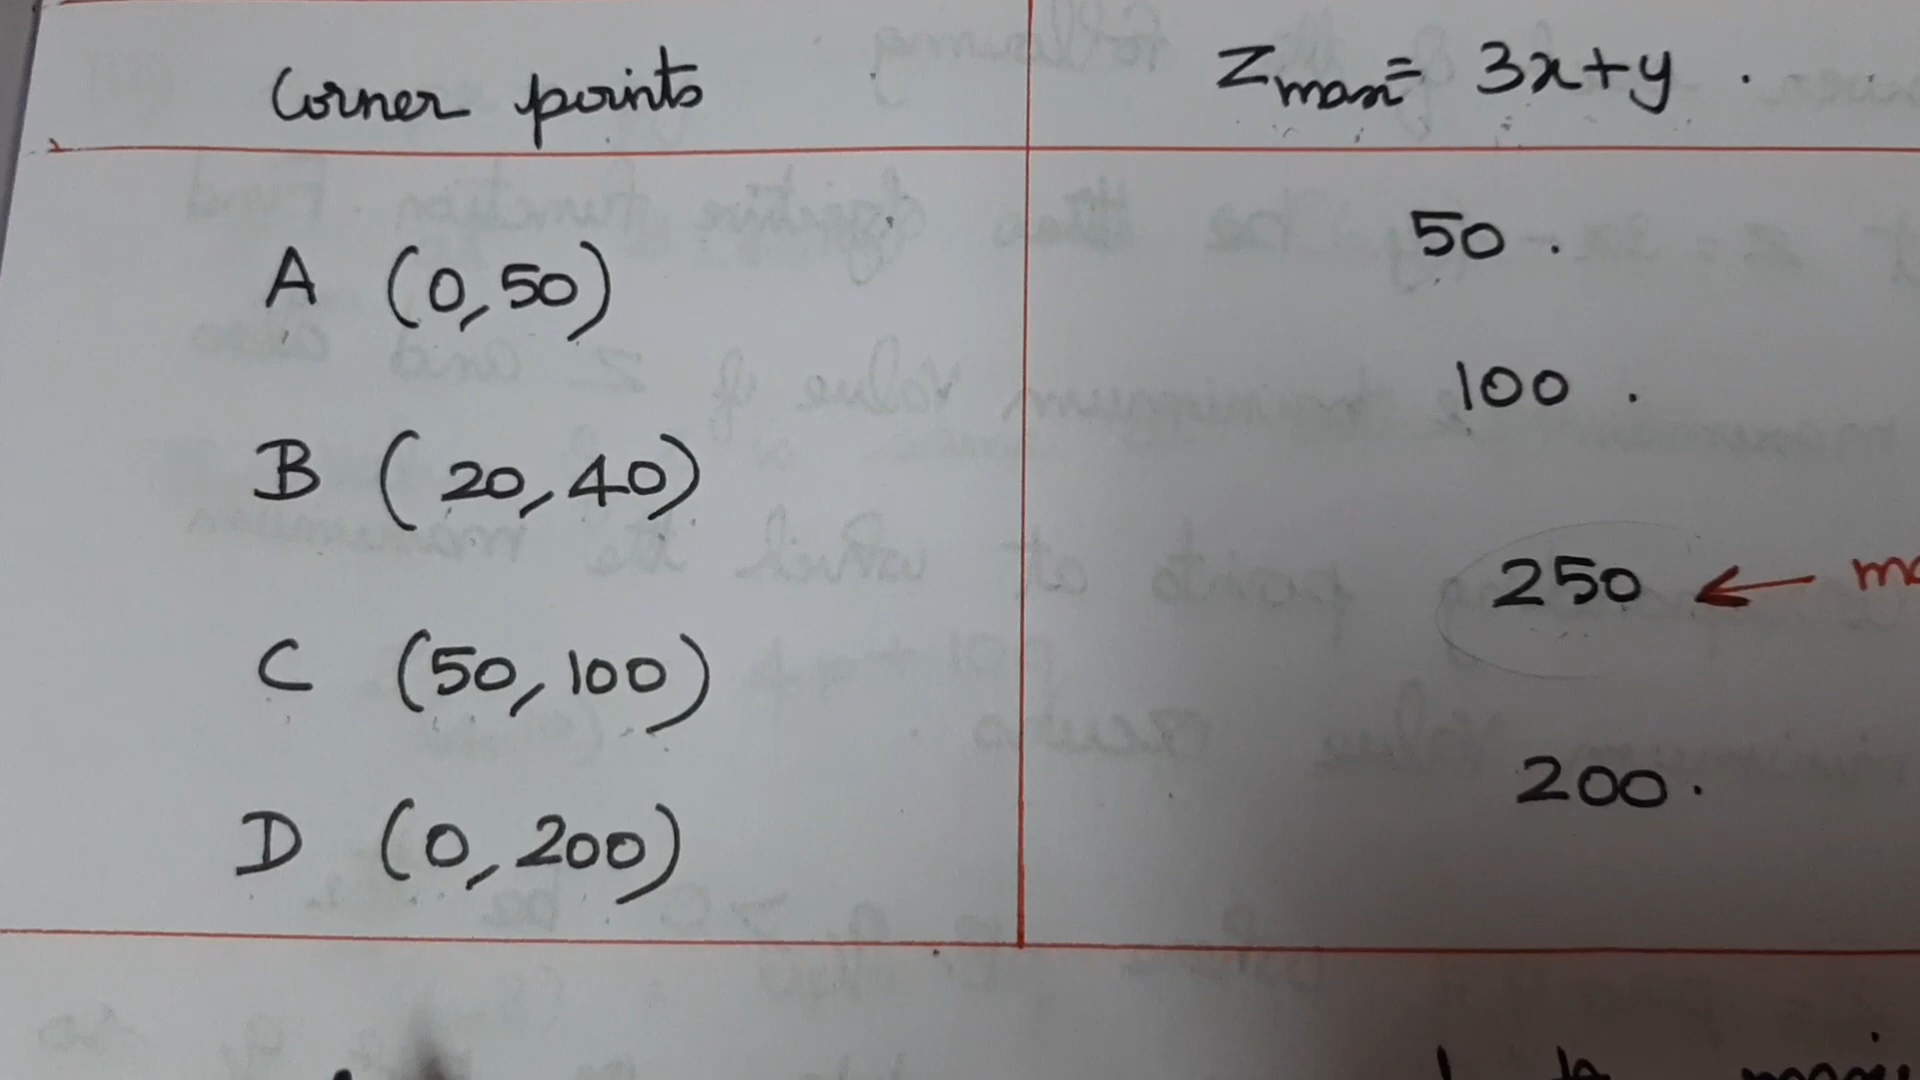 Corner points Zmax = 3x+y .
A (0,50) 50 .
B (20,40) 100 .
C (50,100) 250 ←
D (0,200) 200 .